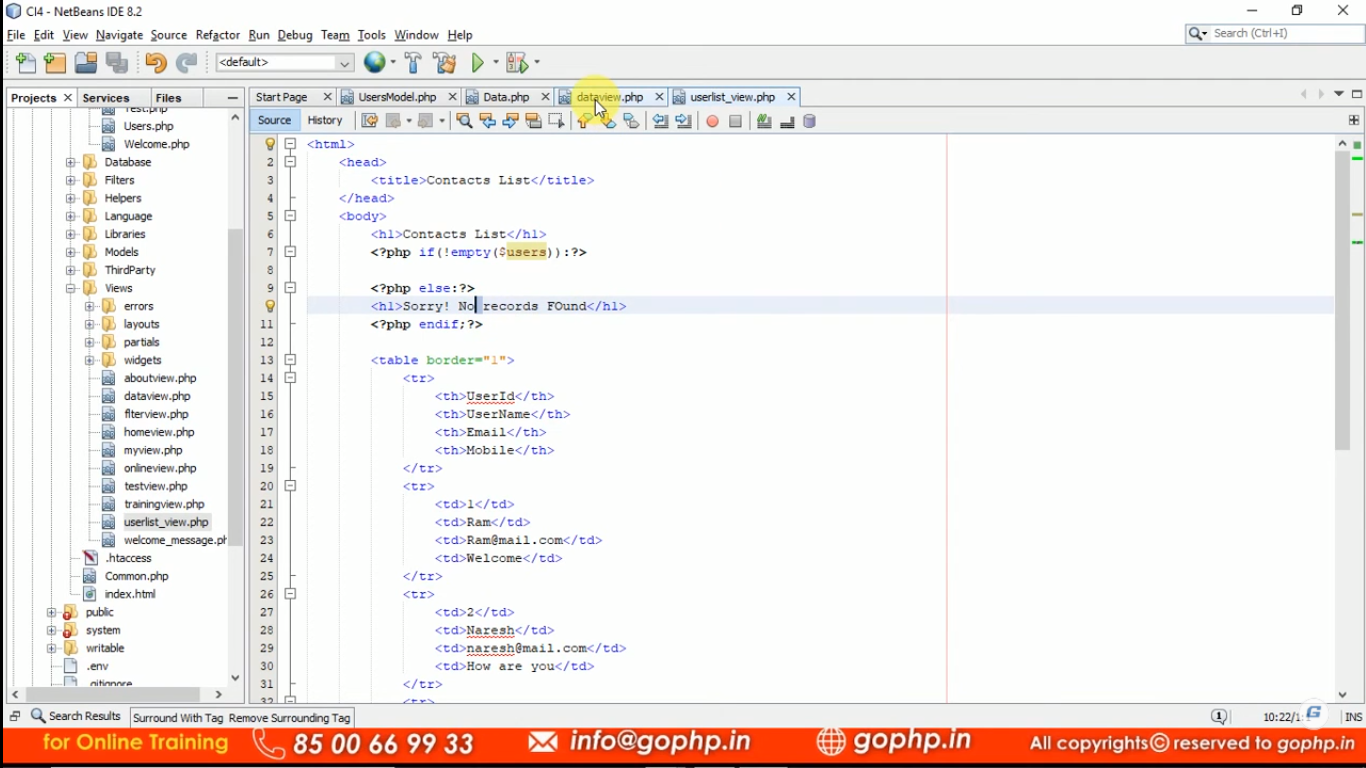 CI4 - NetBeans IDE 8.2
File Edit View Navigate Source Refactor Run Debug Team Tools Window Help
Search (Ctrl+I)
<default>
Projects Services Files
Start Page UsersModel.php Data.php dataview.php userlist_view.php
Source History
Test.php
Users.php
Welcome.php
Database
Filters
Helpers
Language
Libraries
Models
ThirdParty
Views
errors
layouts
partials
widgets
aboutview.php
dataview.php
flterview.php
homeview.php
myview.php
onlineview.php
testview.php
trainingview.php
userlist_view.php
welcome_message.ph
.htaccess
Common.php
index.html
public
system
writable
.env
.gitignore
<html>
2 <head>
3 <title>Contacts List</title>
4 </head>
5 <body>
6 <h1>Contacts List</h1>
7 <?php if(!empty($users)):?>
8
9 <?php else:?>
<h1>Sorry! No records FOund</h1>
11 <?php endif;?>
12
13 <table border="1">
14 <tr>
15 <th>UserId</th>
16 <th>UserName</th>
17 <th>Email</th>
18 <th>Mobile</th>
19 </tr>
20 <tr>
21 <td>1</td>
22 <td>Ram</td>
23 <td>Ram@mail.com</td>
24 <td>Welcome</td>
25 </tr>
26 <tr>
27 <td>2</td>
28 <td>Naresh</td>
29 <td>naresh@mail.com</td>
30 <td>How are you</td>
31 </tr>
32 <tr>
Search Results Surround With Tag Remove Surrounding Tag
INS
for Online Training 85 00 66 99 33 info@gophp.in gophp.in All copyrights© reserved to gophp.in